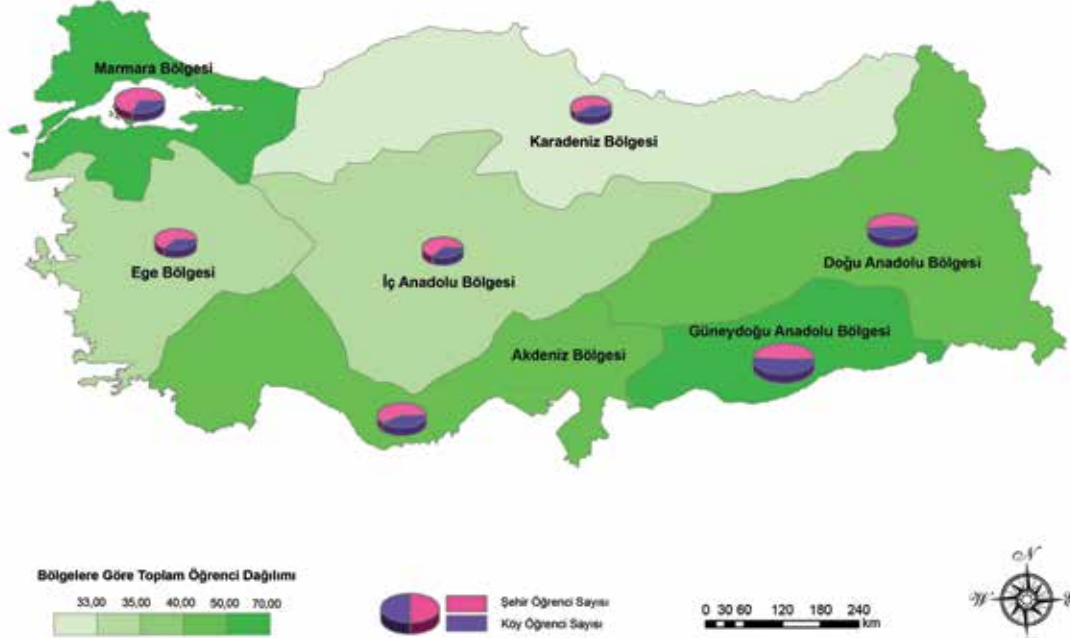 Marmara Bölgesi
Karadeniz Bölgesi
Ege Bölgesi
İç Anadolu Bölgesi
Doğu Anadolu Bölgesi
Güneydoğu Anadolu Bölgesi
Akdeniz Bölgesi
Bölgelere Göre Toplam Öğrenci Dağılımı
33,00 35,00 40,00 50,00 70,00
Şehir Öğrenci Sayısı
Köy Öğrenci Sayısı
0 30 60 120 180 240
km
N
W